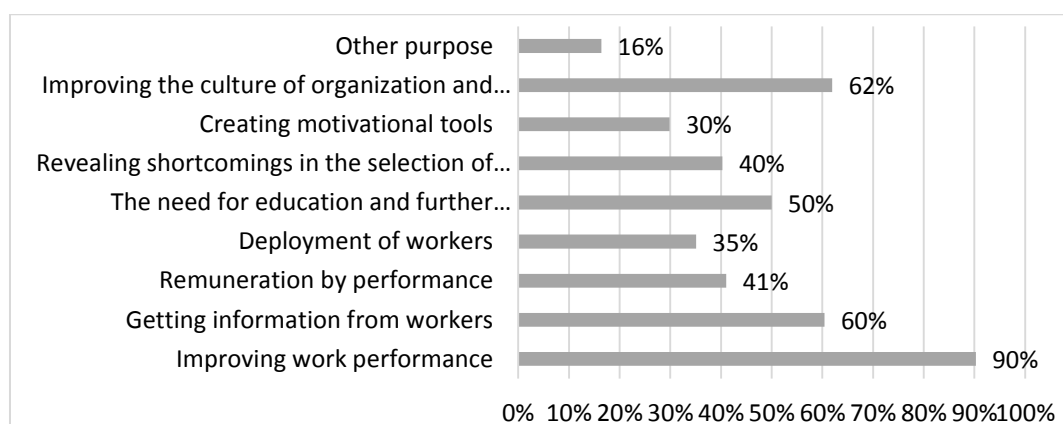 Other purpose 16%
Improving the culture of organization and... 62%
Creating motivational tools 30%
Revealing shortcomings in the selection of... 40%
The need for education and further... 50%
Deployment of workers 35%
Remuneration by performance 41%
Getting information from workers 60%
Improving work performance 90%
0% 10% 20% 30% 40% 50% 60% 70% 80% 90% 100%